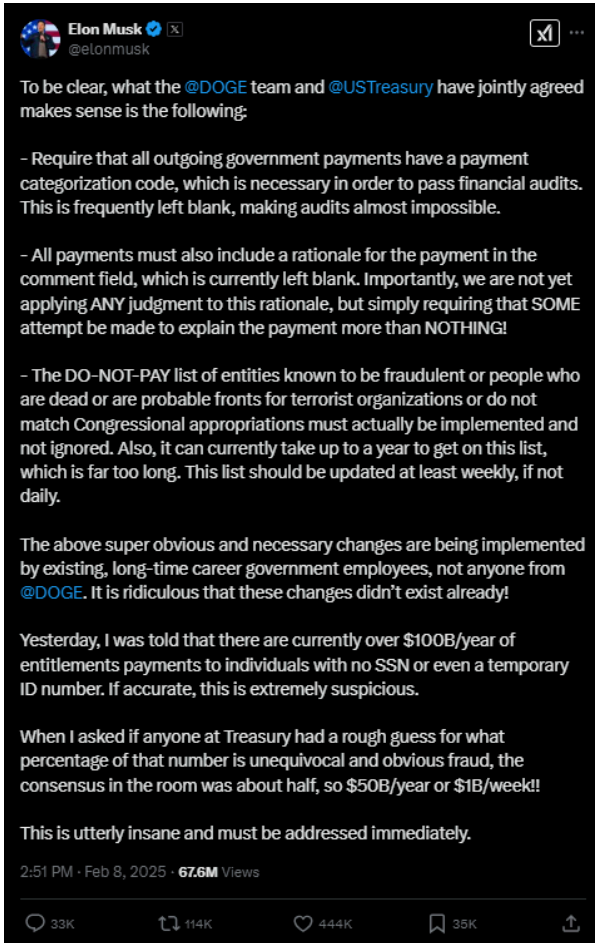 Elon Musk
@elonmusk
To be clear, what the @DOGE team and @USTreasury have jointly agreed
makes sense is the following:
- Require that all outgoing government payments have a payment
categorization code, which is necessary in order to pass financial audits.
This is frequently left blank, making audits almost impossible.
- All payments must also include a rationale for the payment in the
comment field, which is currently left blank. Importantly, we are not yet
applying ANY judgment to this rationale, but simply requiring that SOME
attempt be made to explain the payment more than NOTHING!
- The DO-NOT-PAY list of entities known to be fraudulent or people who
are dead or are probable fronts for terrorist organizations or do not
match Congressional appropriations must actually be implemented and
not ignored. Also, it can currently take up to a year to get on this list,
which is far too long. This list should be updated at least weekly, if not
daily.
The above super obvious and necessary changes are being implemented
by existing, long-time career government employees, not anyone from
@DOGE. It is ridiculous that these changes didn't exist already!
Yesterday, I was told that there are currently over $100B/year of
entitlements payments to individuals with no SSN or even a temporary
ID number. If accurate, this is extremely suspicious.
When I asked if anyone at Treasury had a rough guess for what
percentage of that number is unequivocal and obvious fraud, the
consensus in the room was about half, so $50B/year or $1B/week!!
This is utterly insane and must be addressed immediately.
2:51 PM · Feb 8, 2025 · 67.6M Views
33K 114K 444K 35K